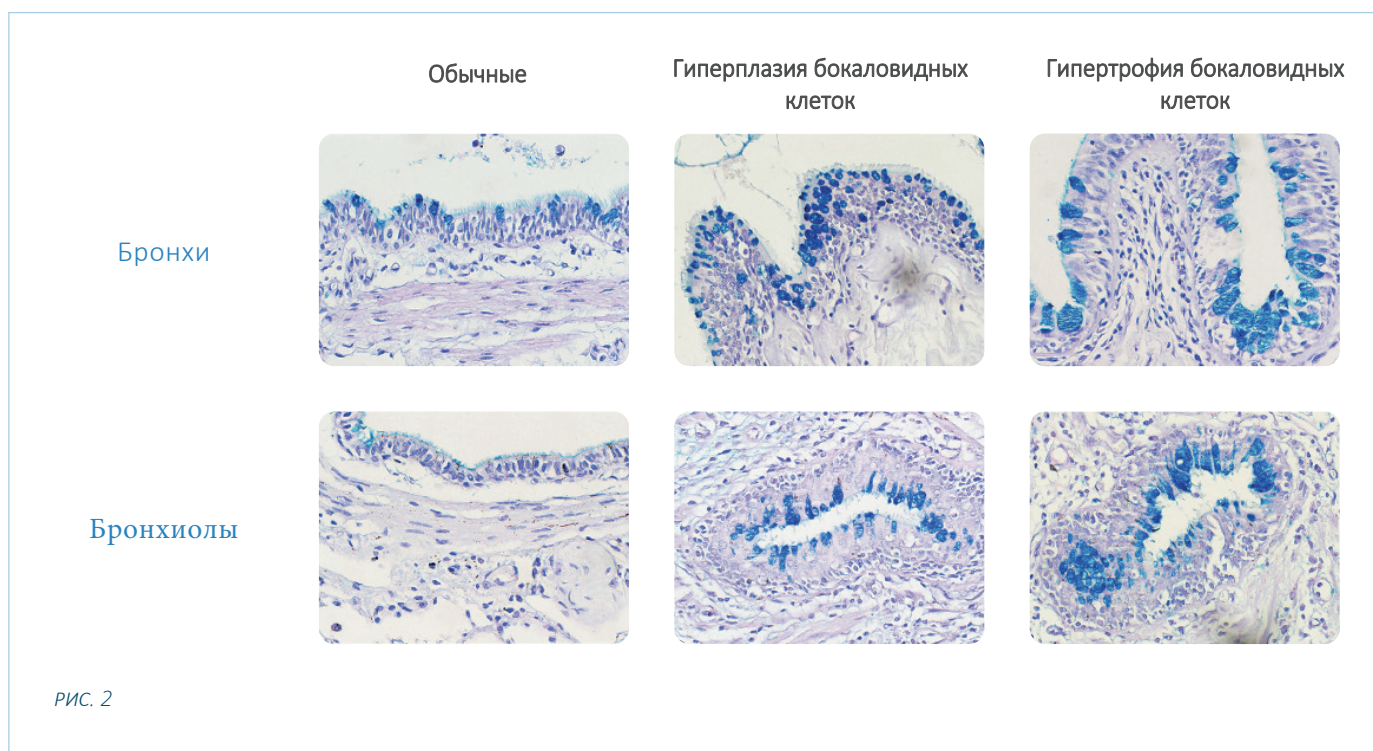 Обычные
Гиперплазия бокаловидных
клеток
Гипертрофия бокаловидных
клеток
Бронхи
Бронхиолы
РИС. 2